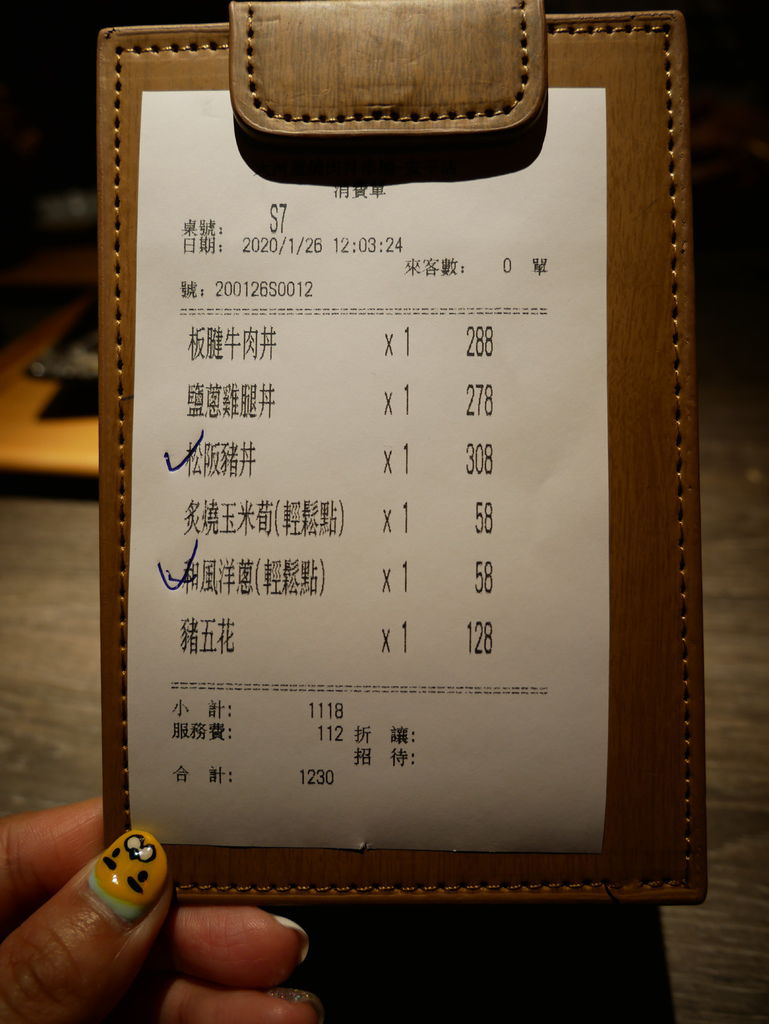 消費單
桌號: S7
日期: 2020/1/26 12:03:24
來客數: 0 單
號: 200126S0012
板腱牛肉丼 x 1 288
鹽蔥雞腿丼 x 1 278
松阪豬丼 x 1 308
炙燒玉米荀(輕鬆點) x 1 58
和風洋蔥(輕鬆點) x 1 58
豬五花 x 1 128
小 計: 1118
服務費: 112 折 讓:
招 待:
合 計: 1230